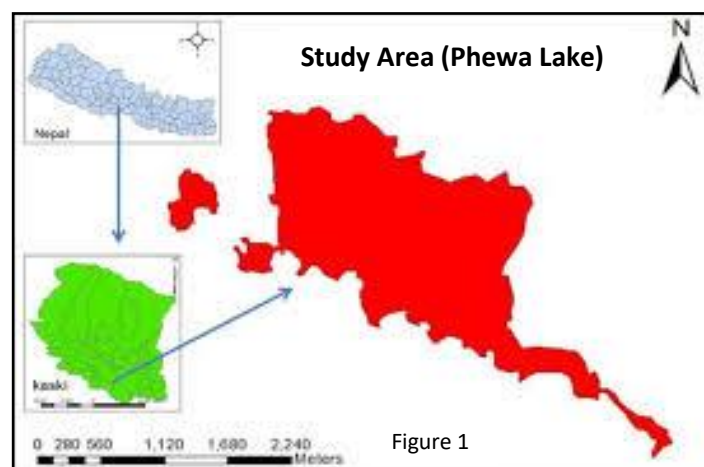 Study Area (Phewa Lake)
N
Nepal
kaski
0 280 560 1,120 1,680 2,240
Meters
Figure 1